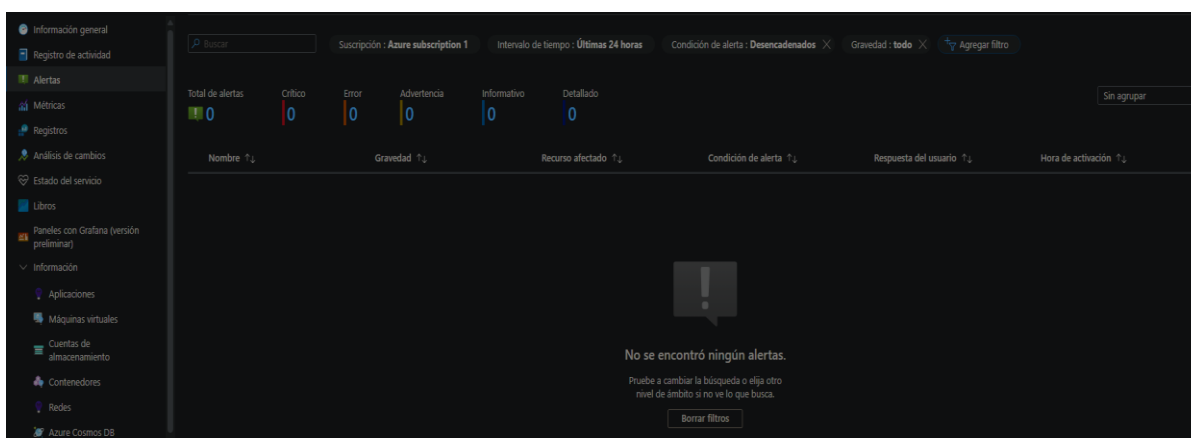 Información general
Registro de actividad
Alertas
Métricas
Registros
Análisis de cambios
Estado del servicio
Libros
Paneles con Grafana (versión
preliminar)
Información
Aplicaciones
Máquinas virtuales
Cuentas de
almacenamiento
Contenedores
Redes
Azure Cosmos DB
Buscar
Suscripción : Azure subscription 1
Intervalo de tiempo : Últimas 24 horas
Condición de alerta : Desencadenados
Gravedad : todo
Agregar filtro
Total de alertas
0
Crítico
0
Error
0
Advertencia
0
Informativo
0
Detallado
0
Sin agrupar
Nombre ↑↓
Gravedad ↑↓
Recurso afectado ↑↓
Condición de alerta ↑↓
Respuesta del usuario ↑↓
Hora de activación ↑↓
No se encontró ningún alertas.
Pruebe a cambiar la búsqueda o elija otro
nivel de ámbito si no ve lo que busca.
Borrar filtros